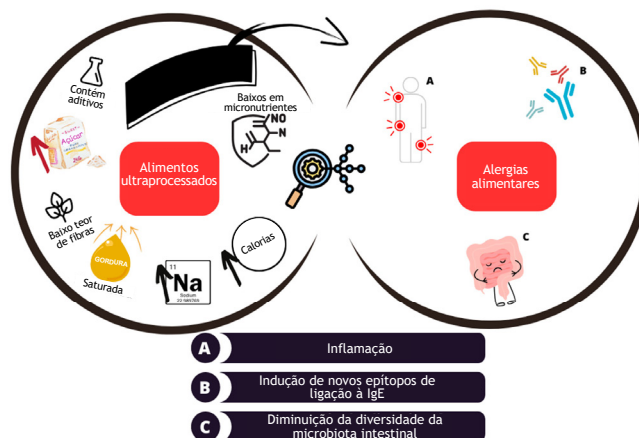 Contém
aditivos
Baixos em
micronutrientes
NO
N
H
Açúcar
Alimentos
ultraprocessados
Baixo teor
de fibras
GORDURA
Saturada
11
Na
Sodium
Calorias
A
B
Alergias
alimentares
C
A Inflamação
B Indução de novos epítopos de
ligação à IgE
C Diminuição da diversidade da
microbiota intestinal